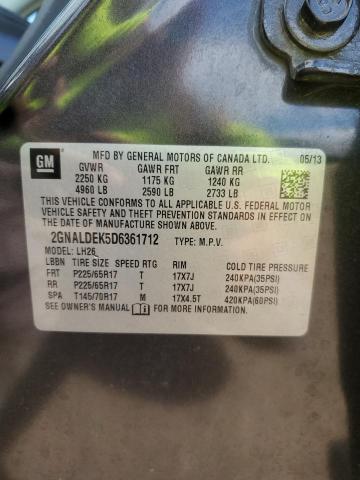 GM
MFD BY GENERAL MOTORS OF CANADA LTD. 05/13
GVWR GAWR FRT GAWR RR
2250 KG 1175 KG 1240 KG
4960 LB 2590 LB 2733 LB
THIS VEHICLE CONFORMS TO ALL APPLICABLE U.S. FEDERAL MOTOR
VEHICLE SAFETY, BUMPER, AND THEFT PREVENTION STANDARDS IN
EFFECT ON THE DATE OF MANUFACTURE SHOWN ABOVE.
2GNALDEK5D6361712 TYPE: M.P.V.
MODEL: LH26_
LBBN TIRE SIZE SPEED RTG RIM COLD TIRE PRESSURE
FRT P225/65R17 T 17X7J 240KPA(35PSI)
RR P225/65R17 T 17X7J 240KPA(35PSI)
SPA T145/70R17 M 17X4.5T 420KPA(60PSI)
SEE OWNER'S MANUAL FOR MORE INFORMATION.